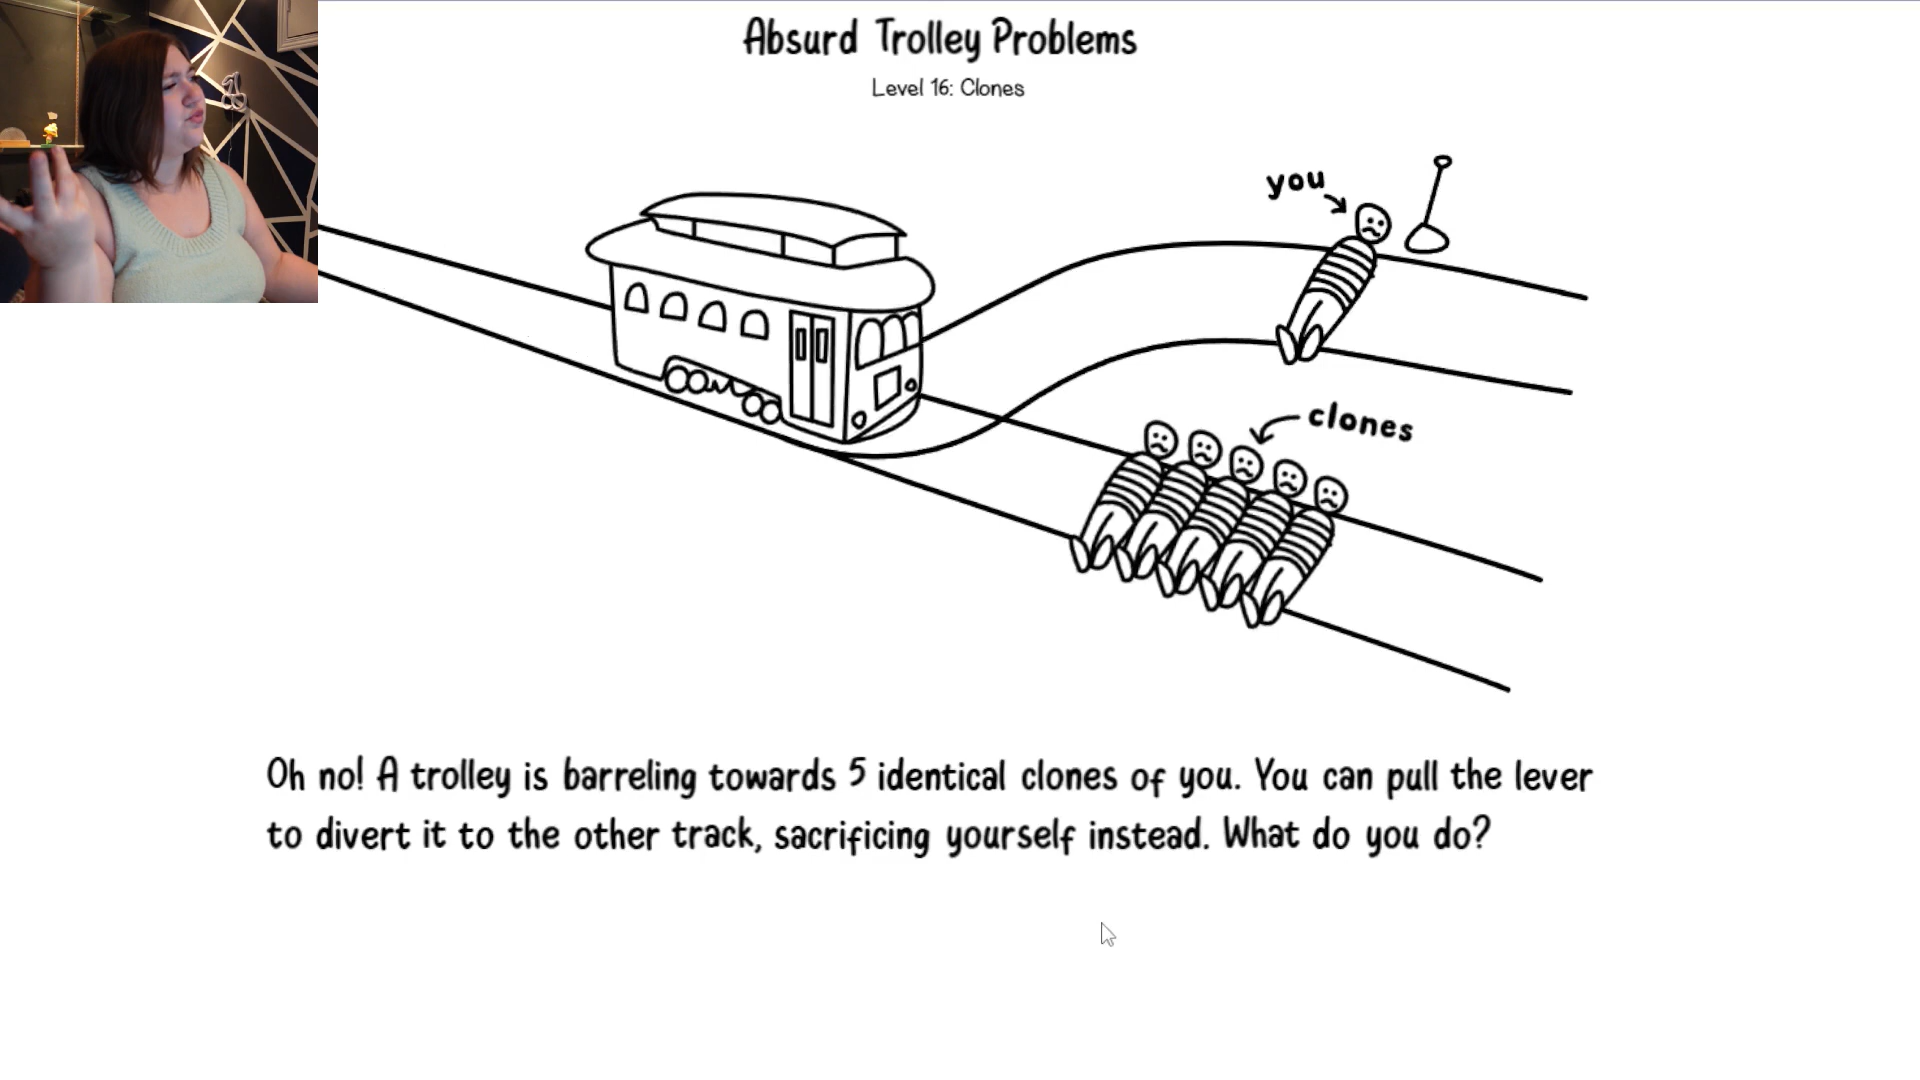 Absurd Trolley Problems
Level 16: Clones
you
clones
Oh no! A trolley is barreling towards 5 identical clones of you. You can pull the lever
to divert it to the other track, sacrificing yourself instead. What do you do?